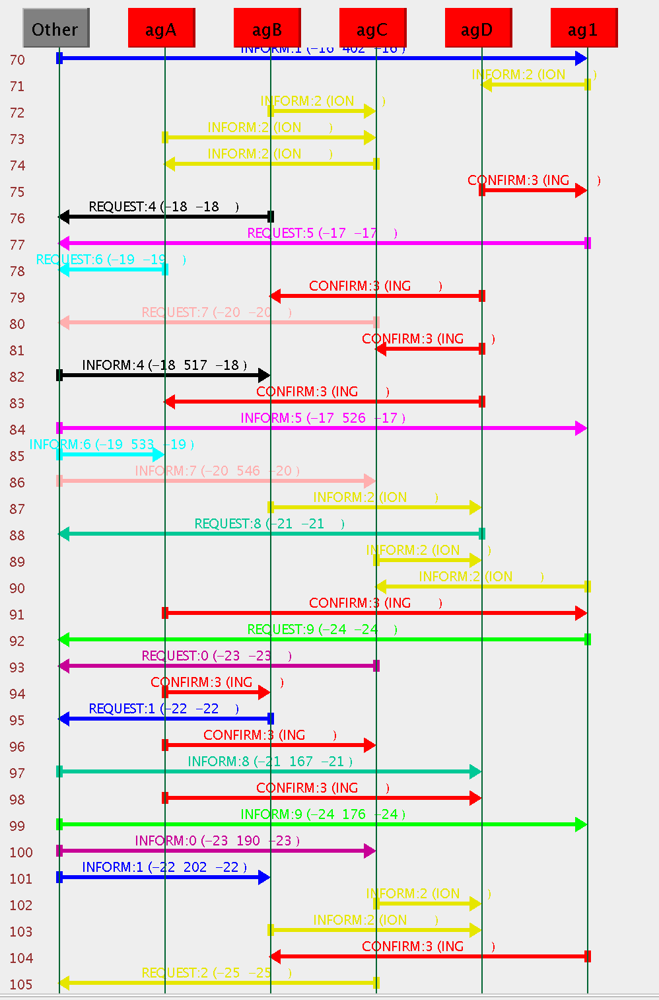 Other agA agB agC agD ag1
70 INFORM:1 (−16 402 −16 )
71 INFORM:2 (ION )
72 INFORM:2 (ION )
73 INFORM:2 (ION )
74 INFORM:2 (ION )
75 CONFIRM:3 (ING )
76 REQUEST:4 (−18 −18 )
77 REQUEST:5 (−17 −17 )
78 REQUEST:6 (−19 −19 )
79 CONFIRM:3 (ING )
80 REQUEST:7 (−20 −20 )
81 CONFIRM:3 (ING )
82 INFORM:4 (−18 517 −18 )
83 CONFIRM:3 (ING )
84 INFORM:5 (−17 526 −17 )
85 INFORM:6 (−19 533 −19 )
86 INFORM:7 (−20 546 −20 )
87 INFORM:2 (ION )
88 REQUEST:8 (−21 −21 )
89 INFORM:2 (ION )
90 INFORM:2 (ION )
91 CONFIRM:3 (ING )
92 REQUEST:9 (−24 −24 )
93 REQUEST:0 (−23 −23 )
94 CONFIRM:3 (ING )
95 REQUEST:1 (−22 −22 )
96 CONFIRM:3 (ING )
97 INFORM:8 (−21 167 −21 )
98 CONFIRM:3 (ING )
99 INFORM:9 (−24 176 −24 )
100 INFORM:0 (−23 190 −23 )
101 INFORM:1 (−22 202 −22 )
102 INFORM:2 (ION )
103 INFORM:2 (ION )
104 CONFIRM:3 (ING )
105 REQUEST:2 (−25 −25 )